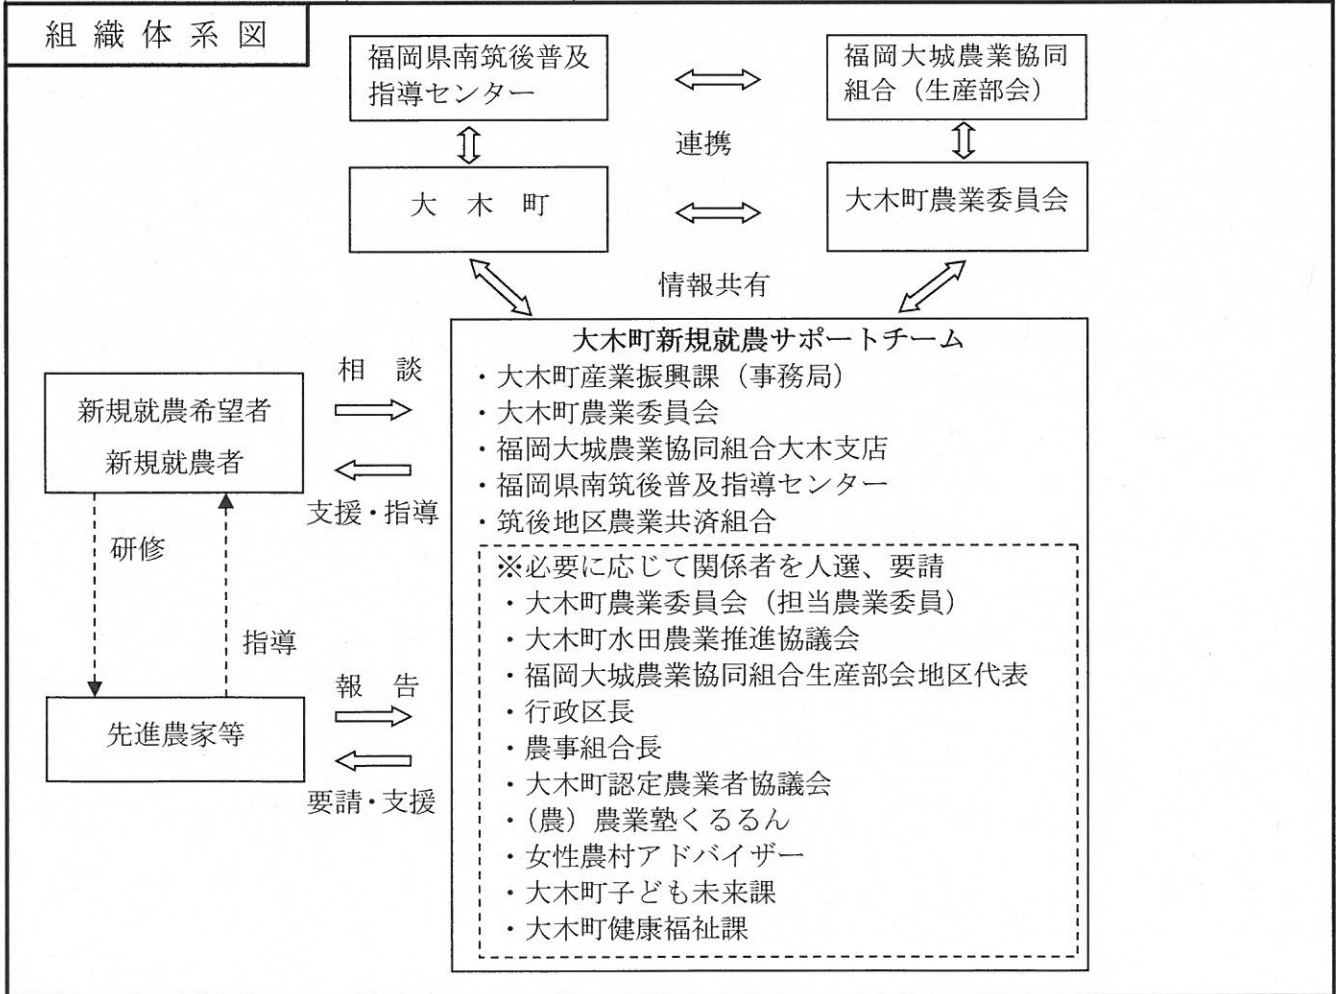 組織体系図
福岡県南筑後普及
指導センター
福岡大城農業協同
組合（生産部会）
連携
大木町
大木町農業委員会
情報共有
大木町新規就農サポートチーム
・大木町産業振興課（事務局）
・大木町農業委員会
・福岡大城農業協同組合大木支店
・福岡県南筑後普及指導センター
・筑後地区農業共済組合
※必要に応じて関係者を人選、要請
・大木町農業委員会（担当農業委員）
・大木町水田農業推進協議会
・福岡大城農業協同組合生産部会地区代表
・行政区長
・農事組合長
・大木町認定農業者協議会
・（農）農業塾くるるん
・女性農村アドバイザー
・大木町子ども未来課
・大木町健康福祉課
相談
新規就農希望者
新規就農者
支援・指導
研修
指導
報告
先進農家等
要請・支援